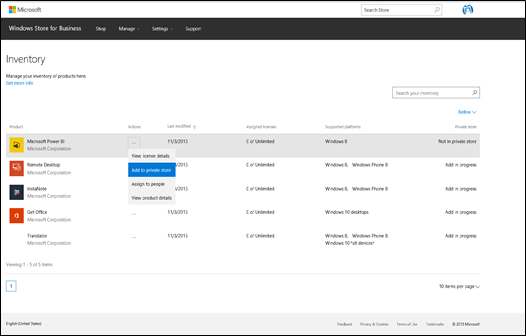 Microsoft
Search Store
Windows Store for Business
Shop
Manage
Settings
Support
Inventory
Manage your inventory of products here.
Get more info
Search your inventory
Refine
Product
Actions
Last modified
Assigned licenses
Supported platforms
Private store
Microsoft Power BI
Microsoft Corporation
...
11/3/2015
0 of Unlimited
Windows 8
Not in private store
View license details
Add to private store
Assign to people
View product details
Remote Desktop
Microsoft Corporation
11/3/2015
0 of Unlimited
Windows 8, Windows Phone 8
Add in progress
InstaNote
Microsoft Corporation
11/3/2015
0 of Unlimited
Windows 8, Windows Phone 8
Add in progress
Get Office
Microsoft Corporation
...
11/3/2015
0 of Unlimited
Windows 10 desktops
Add in progress
Translator
Microsoft Corporation
...
11/3/2015
0 of Unlimited
Windows 8, Windows Phone 8
Windows 10 *all devices*
Add in progress
Viewing 1 - 5 of 5 items
1
10 items per page
English (United States)
Feedback
Privacy & Cookies
Terms of Use
Trademarks
© 2015 Microsoft